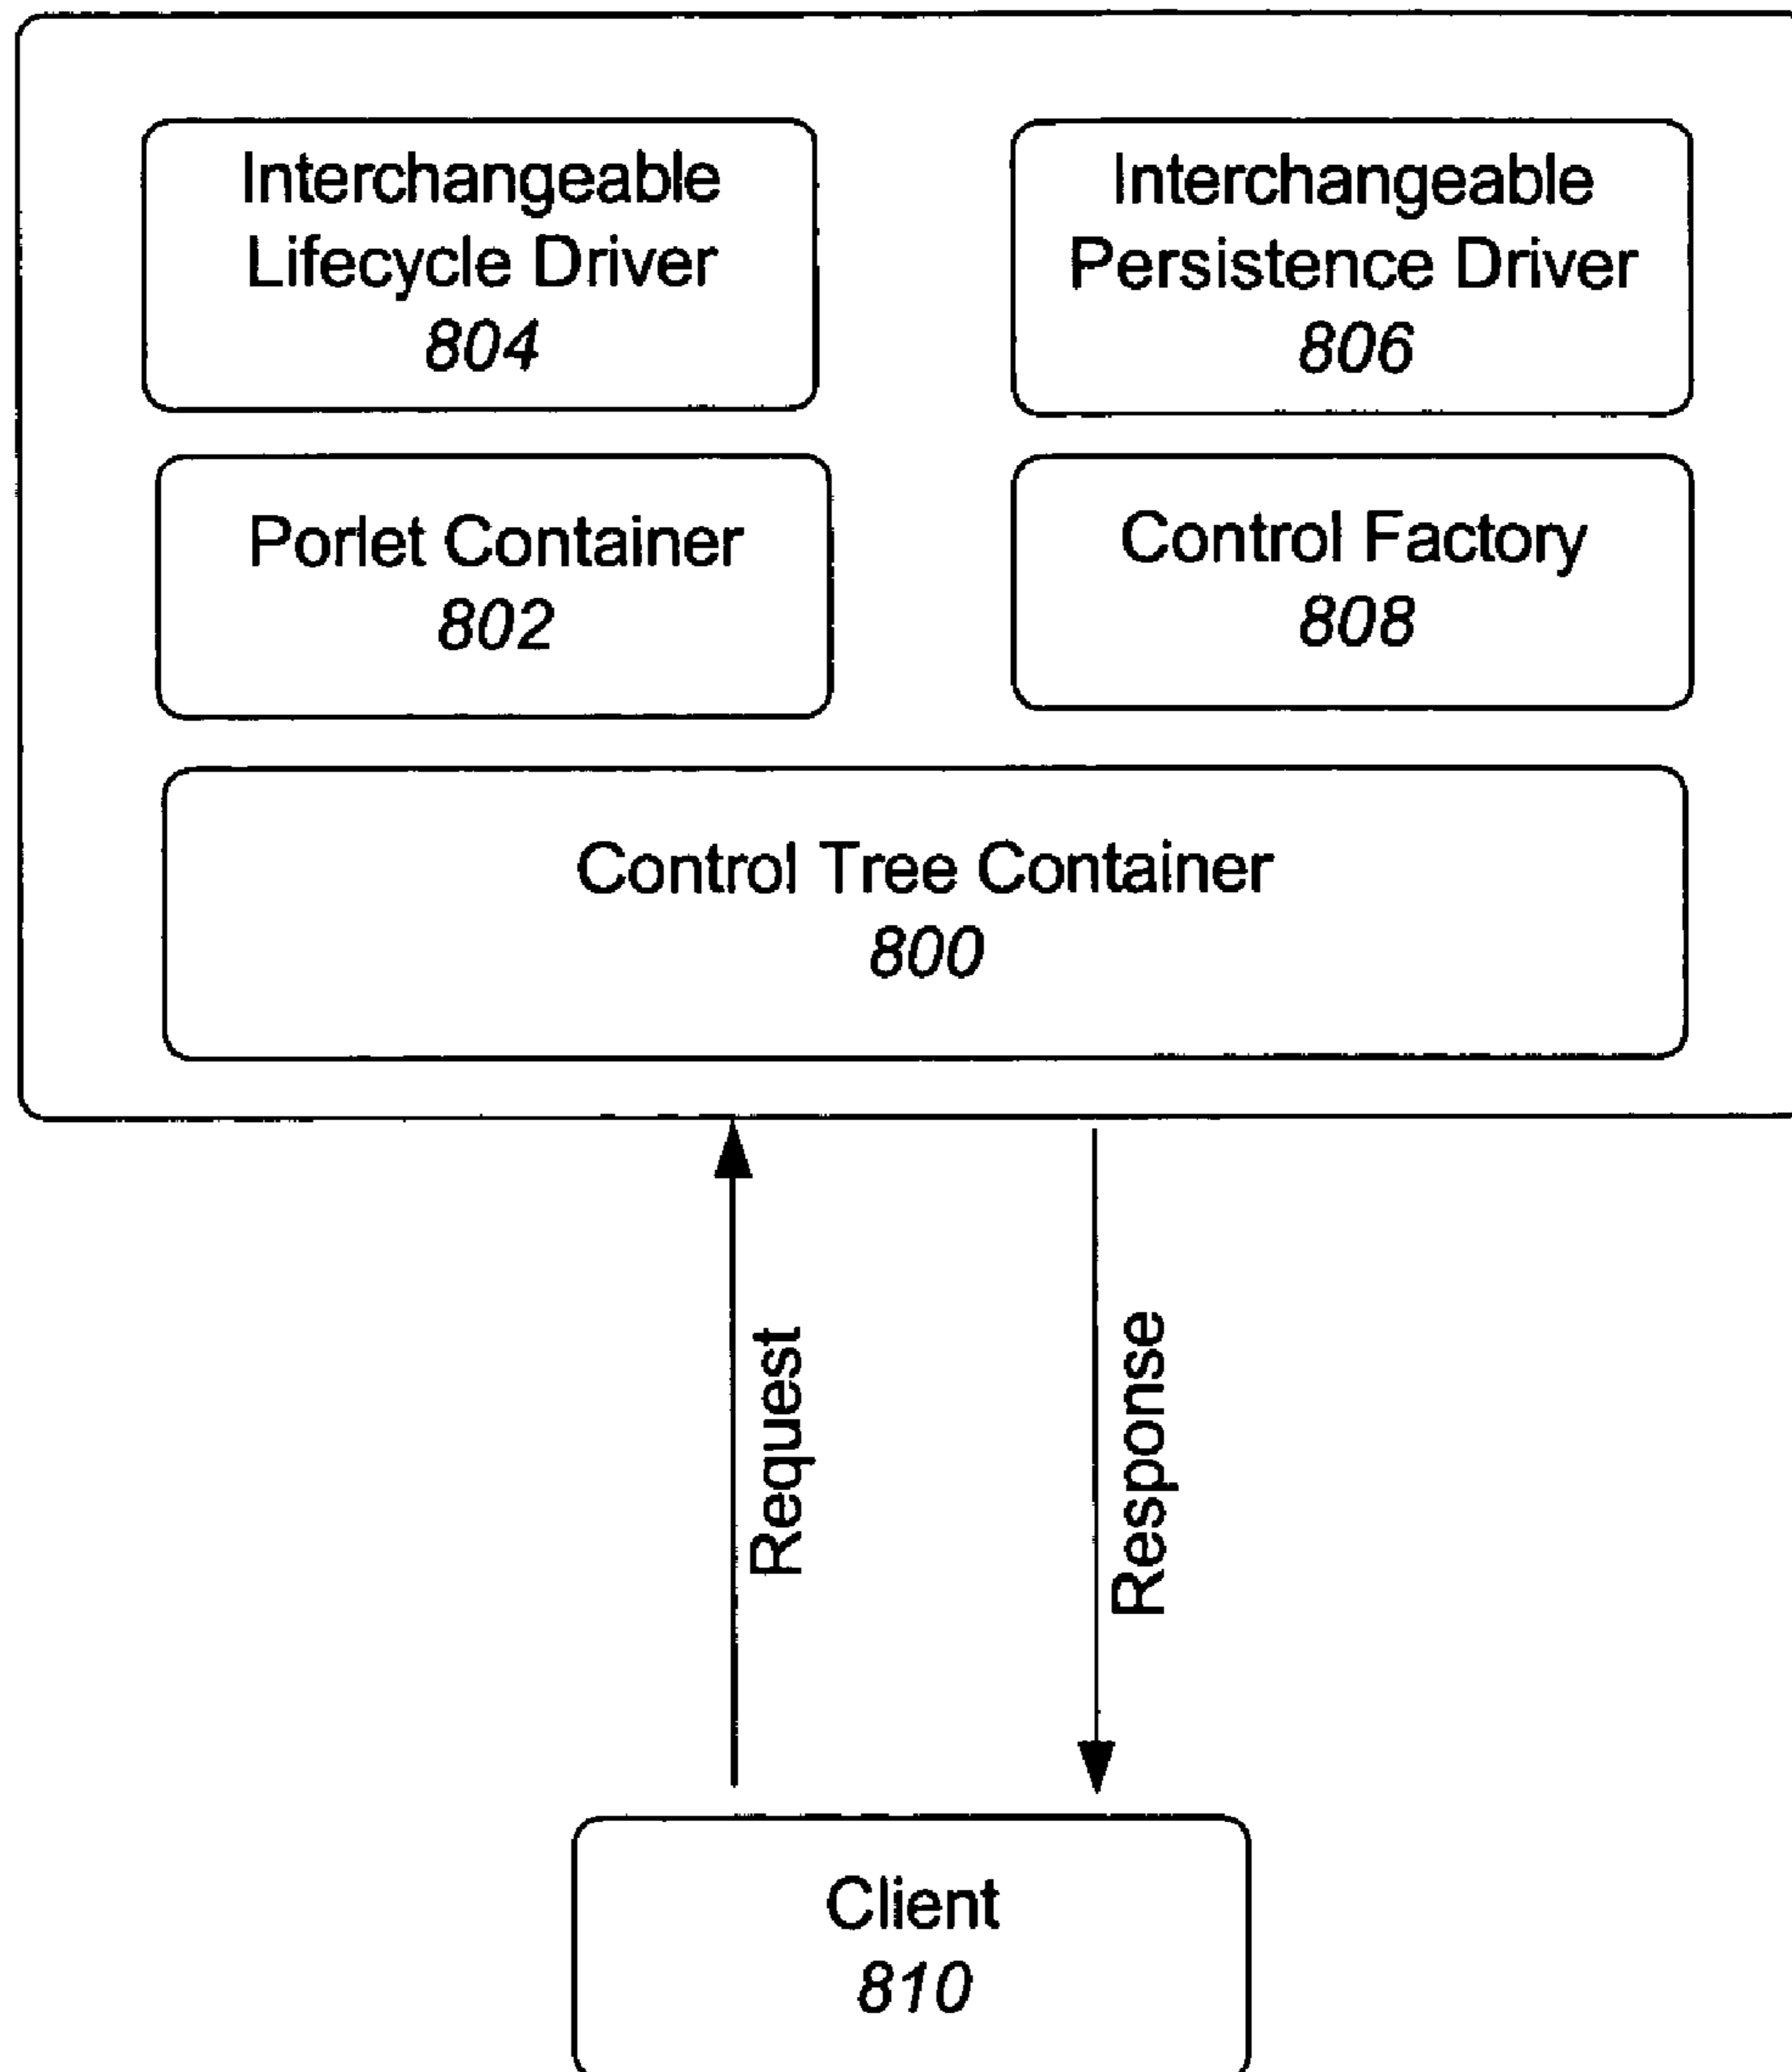 Interchangeable
Lifecycle Driver
804
Interchangeable
Persistence Driver
806
Porlet Container
802
Control Factory
808
Control Tree Container
800
Request
Response
Client
810